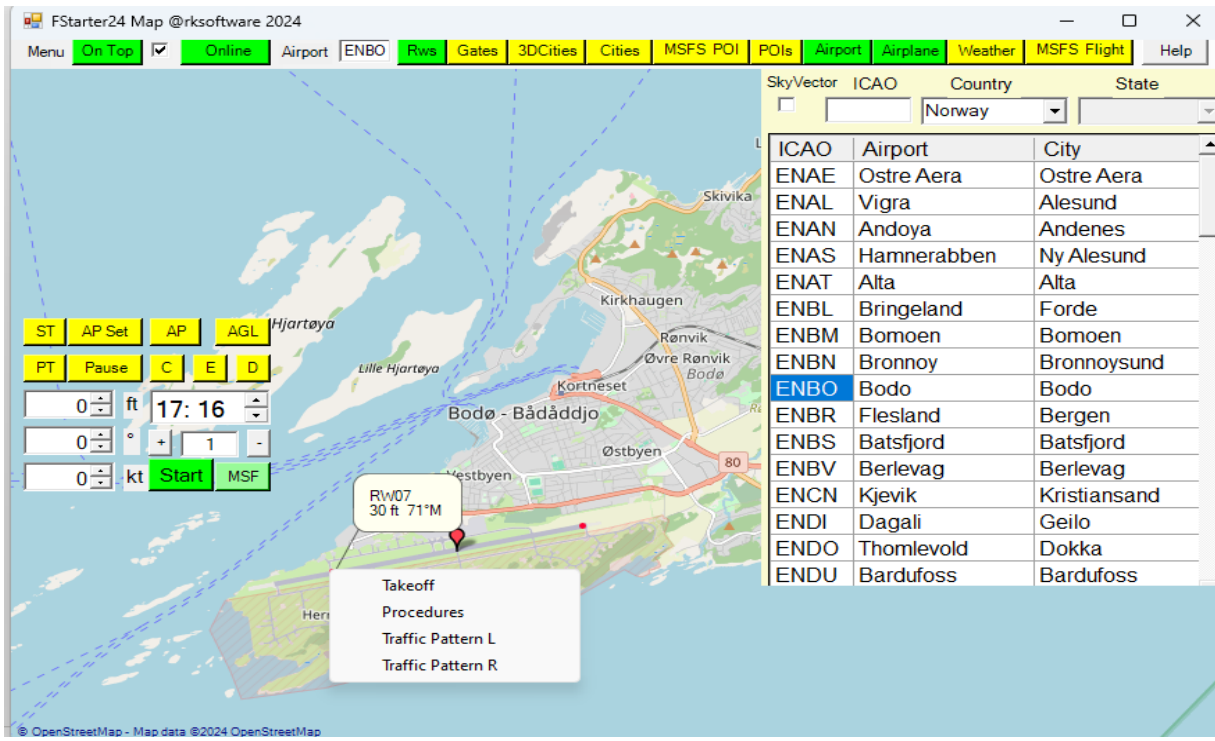 FStarter24 Map @rksoftware 2024
Menu On Top Online Airport ENBO Rws Gates 3DCities Cities MSFS POI POIs Airport Airplane Weather MSFS Flight Help
SkyVector ICAO Country State
Norway
ICAO Airport City
ENAE Ostre Aera Ostre Aera
ENAL Vigra Alesund
ENAN Andoya Andenes
ENAS Hamnerabben Ny Alesund
ENAT Alta Alta
ENBL Bringeland Forde
ENBM Bomoen Bomoen
ENBN Bronnoy Bronnoysund
ENBO Bodo Bodo
ENBR Flesland Bergen
ENBS Batsfjord Batsfjord
ENBV Berlevag Berlevag
ENCN Kjevik Kristiansand
ENDI Dagali Geilo
ENDO Thomlevold Dokka
ENDU Bardufoss Bardufoss
Skivika
Kirkhaugen
Rønvik
Øvre Rønvik
Bodø
Hjartøya
Lille Hjartøya
Kortneset
Bodø - Bådåddjo
Østbyen
80
Vestbyen
ST AP Set AP AGL
PT Pause C E D
0 ft 17: 16
0 ° + 1 -
0 kt Start MSF
RW07
30 ft 71°M
Takeoff
Procedures
Traffic Pattern L
Traffic Pattern R
© OpenStreetMap - Map data ©2024 OpenStreetMap